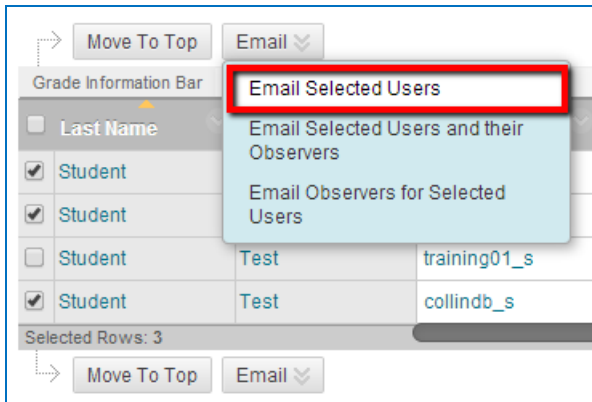 Move To Top
Email
Grade Information Bar
Email Selected Users
Last Name
Email Selected Users and their
Observers
Student
Email Observers for Selected
Users
Student
Student
Test
training01_s
Student
Test
collindb_s
Selected Rows: 3
Move To Top
Email